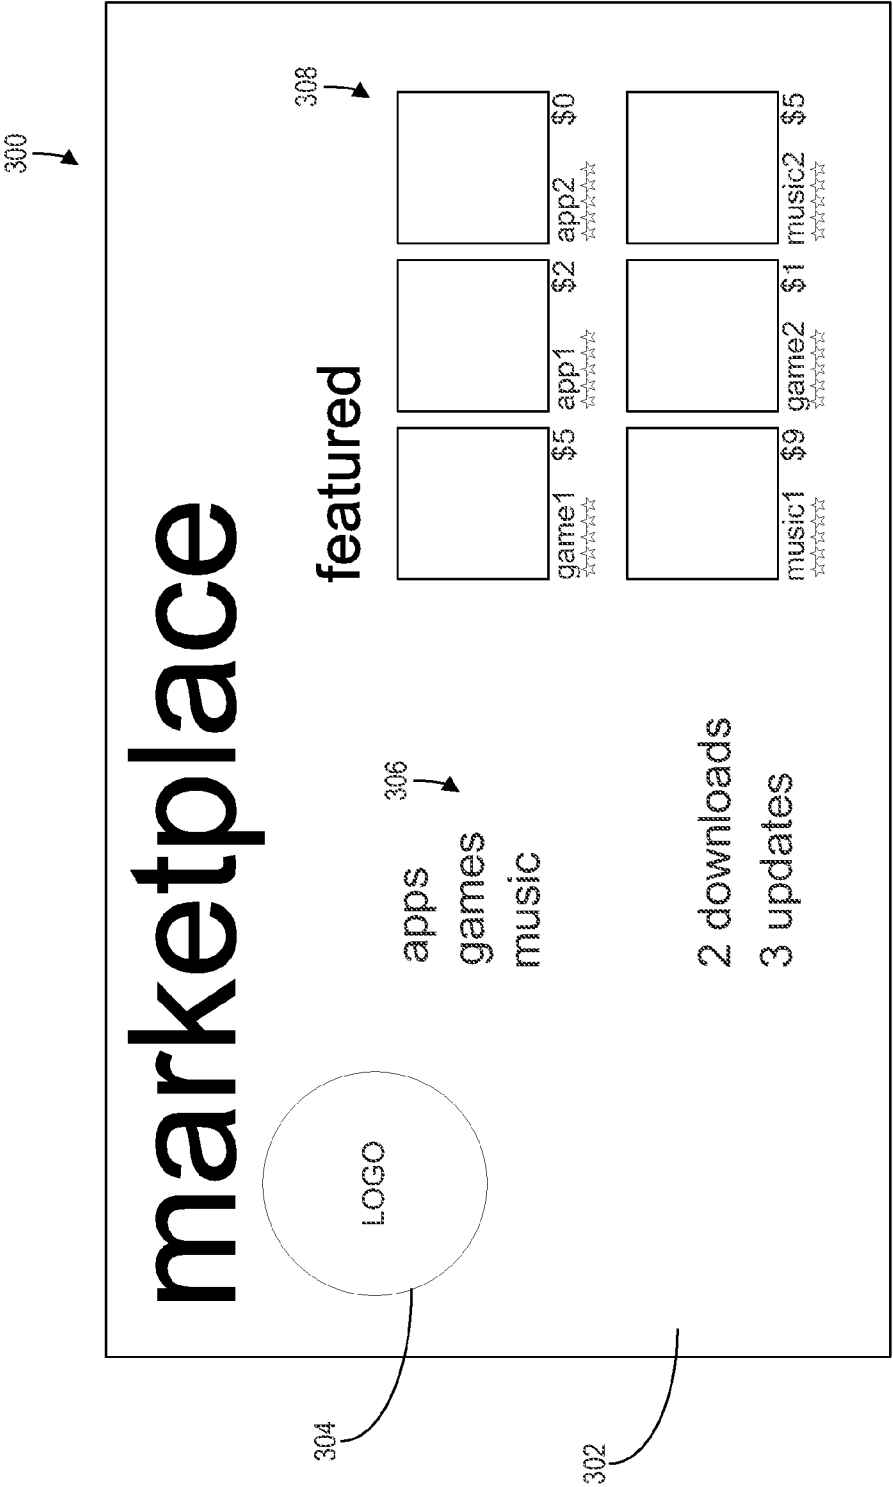 300
marketplace
304
LOGO
302
306
apps
games
music
2 downloads
3 updates
featured
308
game1 $5
app1 $2
app2 $0
music1 $9
game2 $1
music2 $5